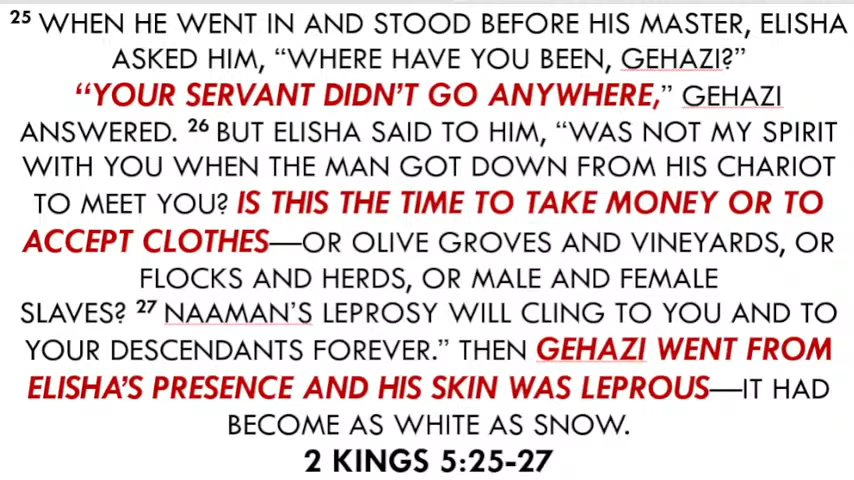 25 WHEN HE WENT IN AND STOOD BEFORE HIS MASTER, ELISHA
ASKED HIM, “WHERE HAVE YOU BEEN, GEHAZI?”
“YOUR SERVANT DIDN’T GO ANYWHERE,” GEHAZI
ANSWERED. 26 BUT ELISHA SAID TO HIM, “WAS NOT MY SPIRIT
WITH YOU WHEN THE MAN GOT DOWN FROM HIS CHARIOT
TO MEET YOU? IS THIS THE TIME TO TAKE MONEY OR TO
ACCEPT CLOTHES—OR OLIVE GROVES AND VINEYARDS, OR
FLOCKS AND HERDS, OR MALE AND FEMALE
SLAVES? 27 NAAMAN’S LEPROSY WILL CLING TO YOU AND TO
YOUR DESCENDANTS FOREVER.” THEN GEHAZI WENT FROM
ELISHA’S PRESENCE AND HIS SKIN WAS LEPROUS—IT HAD
BECOME AS WHITE AS SNOW.
2 KINGS 5:25-27